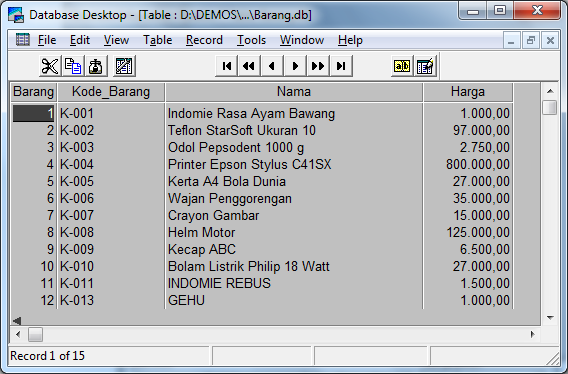 Database Desktop - [Table : D:\DEMOS\...\Barang.db]
File Edit View Table Record Tools Window Help
ab
Barang Kode_Barang Nama Harga
1 K-001 Indomie Rasa Ayam Bawang 1.000,00
2 K-002 Teflon StarSoft Ukuran 10 97.000,00
3 K-003 Odol Pepsodent 1000 g 2.750,00
4 K-004 Printer Epson Stylus C41SX 800.000,00
5 K-005 Kerta A4 Bola Dunia 27.000,00
6 K-006 Wajan Penggorengan 35.000,00
7 K-007 Crayon Gambar 15.000,00
8 K-008 Helm Motor 125.000,00
9 K-009 Kecap ABC 6.500,00
10 K-010 Bolam Listrik Philip 18 Watt 27.000,00
11 K-011 INDOMIE REBUS 1.500,00
12 K-013 GEHU 1.000,00
Record 1 of 15